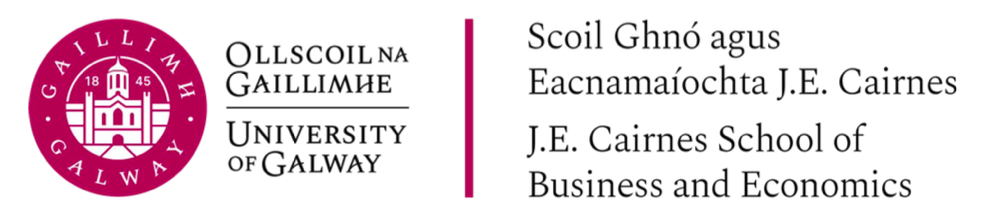 GAILLIMH
18 45
GALWAY
OLLSCOIL NA
GAILLIMHE
UNIVERSITY
OF GALWAY
Scoil Ghnó agus
Eacnamaíochta J.E. Cairnes
J.E. Cairnes School of
Business and Economics